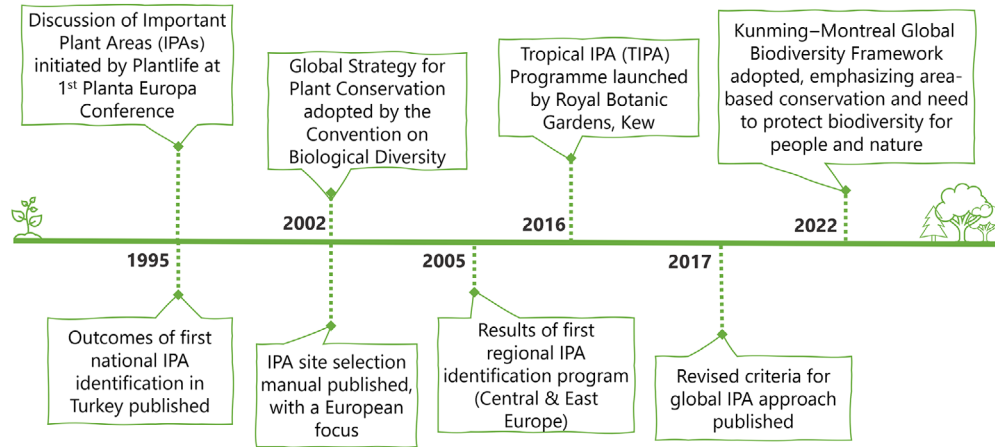 Discussion of Important
Plant Areas (IPAs)
initiated by Plantlife at
1st Planta Europa
Conference
Global Strategy for
Plant Conservation
adopted by the
Convention on
Biological Diversity
Tropical IPA (TIPA)
Programme launched
by Royal Botanic
Gardens, Kew
Kunming–Montreal Global
Biodiversity Framework
adopted, emphasizing area-
based conservation and need
to protect biodiversity for
people and nature
2002
2016
2022
1995
2005
2017
Outcomes of first
national IPA
identification in
Turkey published
IPA site selection
manual published,
with a European
focus
Results of first
regional IPA
identification program
(Central & East
Europe)
Revised criteria for
global IPA approach
published